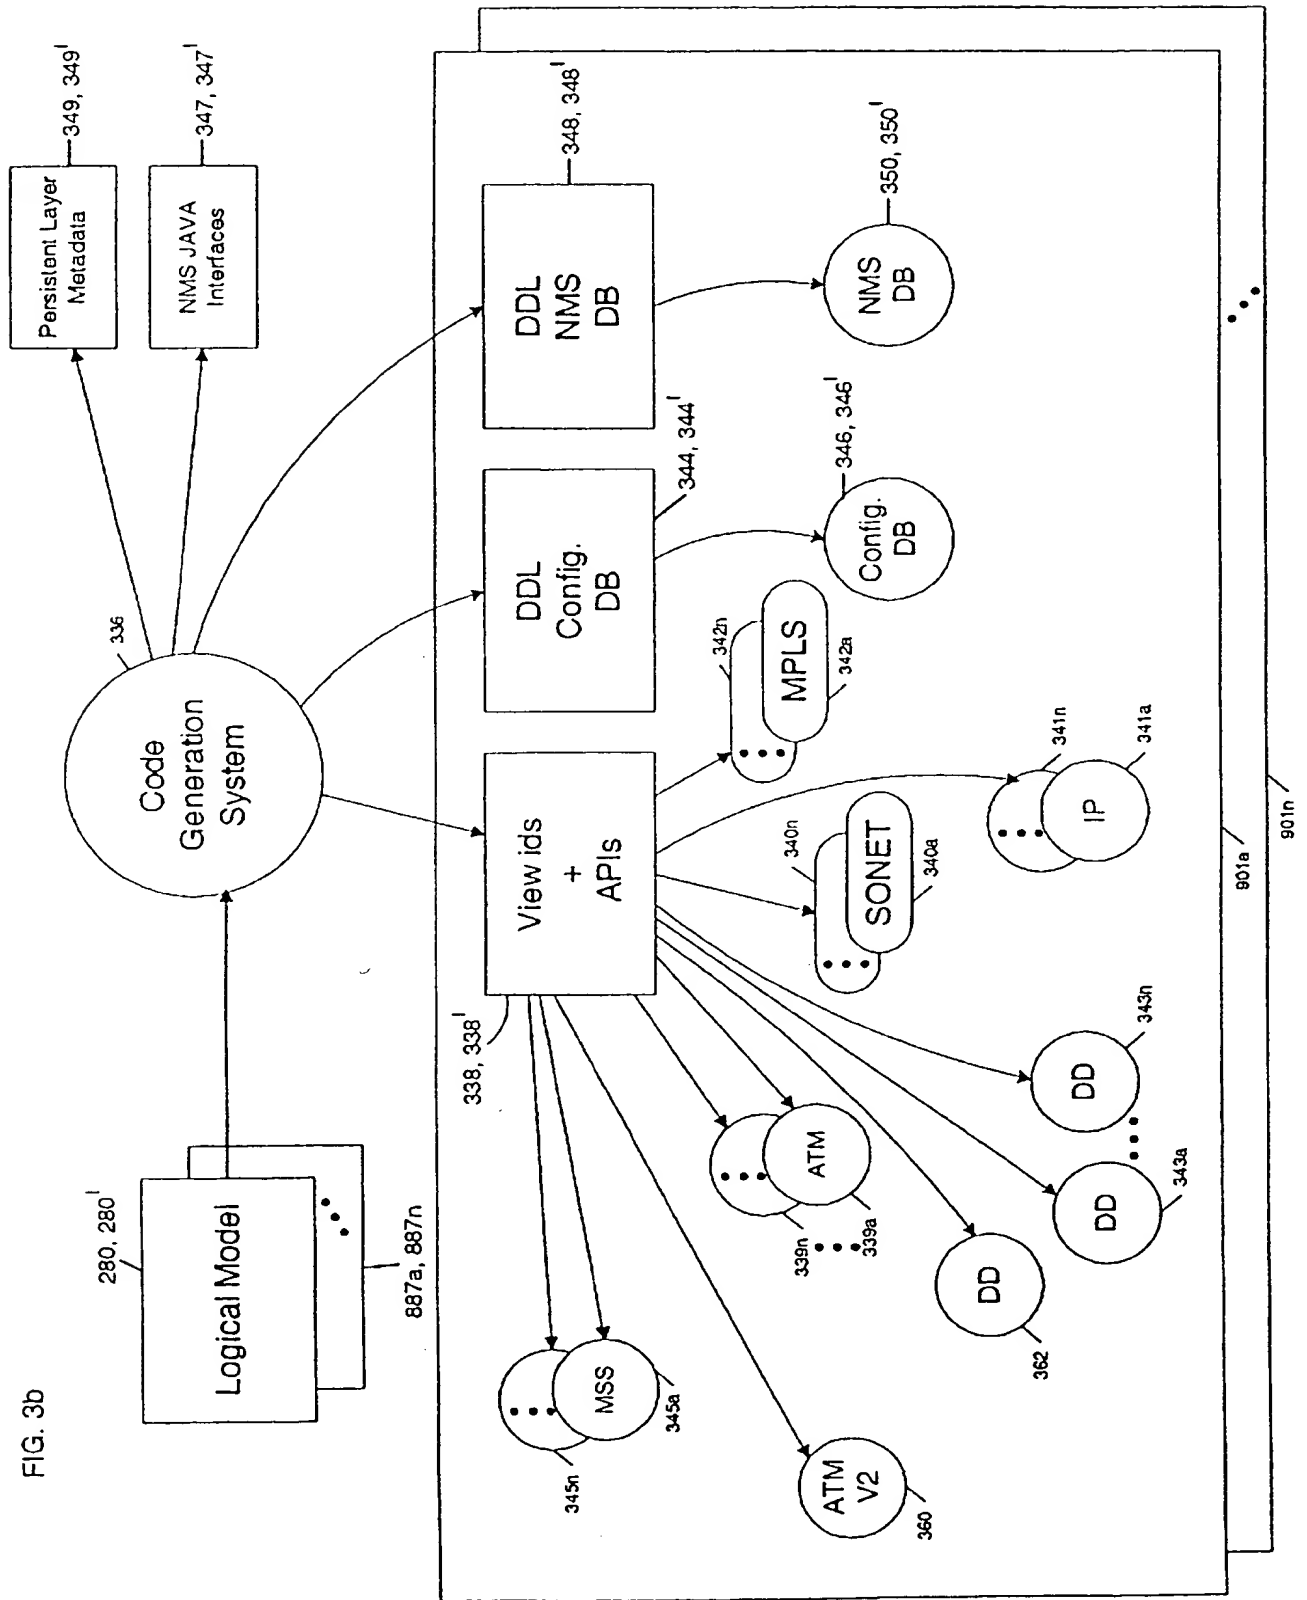 FIG. 3b
280, 280'
Logical Model
887a, 887n
Code
Generation
System
336
Persistent Layer
Metadata
349, 349'
NMS JAVA
Interfaces
347, 347'
338, 338'
View ids
+
APIs
DDL
Config.
DB
344, 344'
DDL
NMS
DB
348, 348'
Config.
DB
346, 346'
NMS
DB
350, 350'
345n
MSS
345a
ATM
V2
360
339n
ATM
339a
DD
362
DD
343a
DD
343n
340n
SONET
340a
342n
MPLS
342a
341n
IP
341a
901a
901n